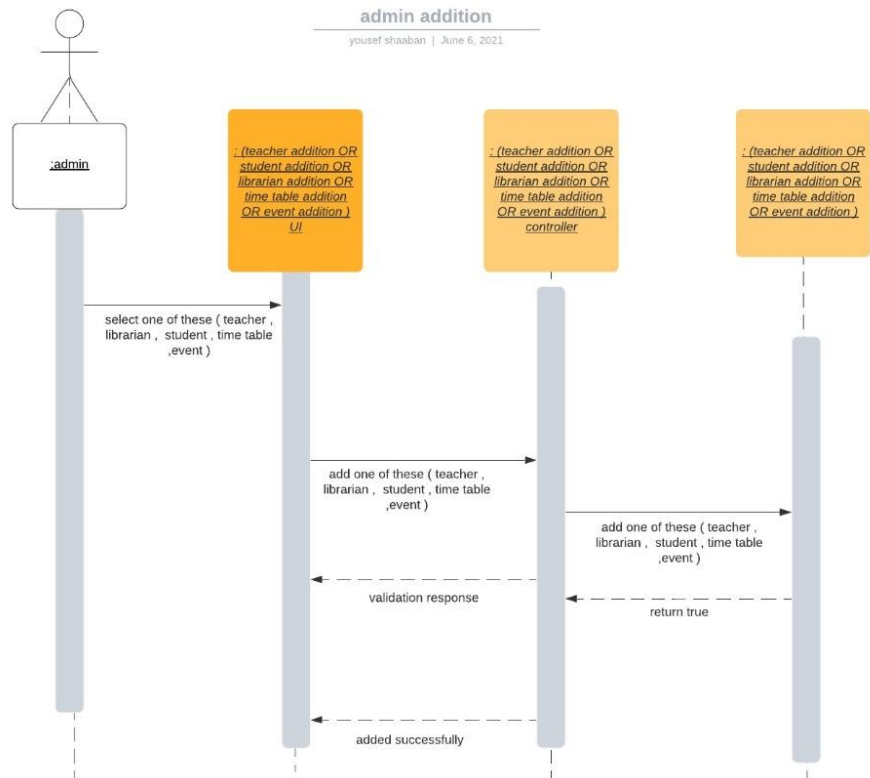 admin addition
yousef shaaban | June 6, 2021
:admin
: (teacher addition OR
student addition OR
librarian addition OR
time table addition
OR event addition )
UI
: (teacher addition OR
student addition OR
librarian addition OR
time table addition
OR event addition )
controller
: (teacher addition OR
student addition OR
librarian addition OR
time table addition
OR event addition )
select one of these ( teacher ,
librarian , student , time table
,event )
add one of these ( teacher ,
librarian , student , time table
,event )
add one of these ( teacher ,
librarian , student , time table
,event )
validation response
return true
added successfully